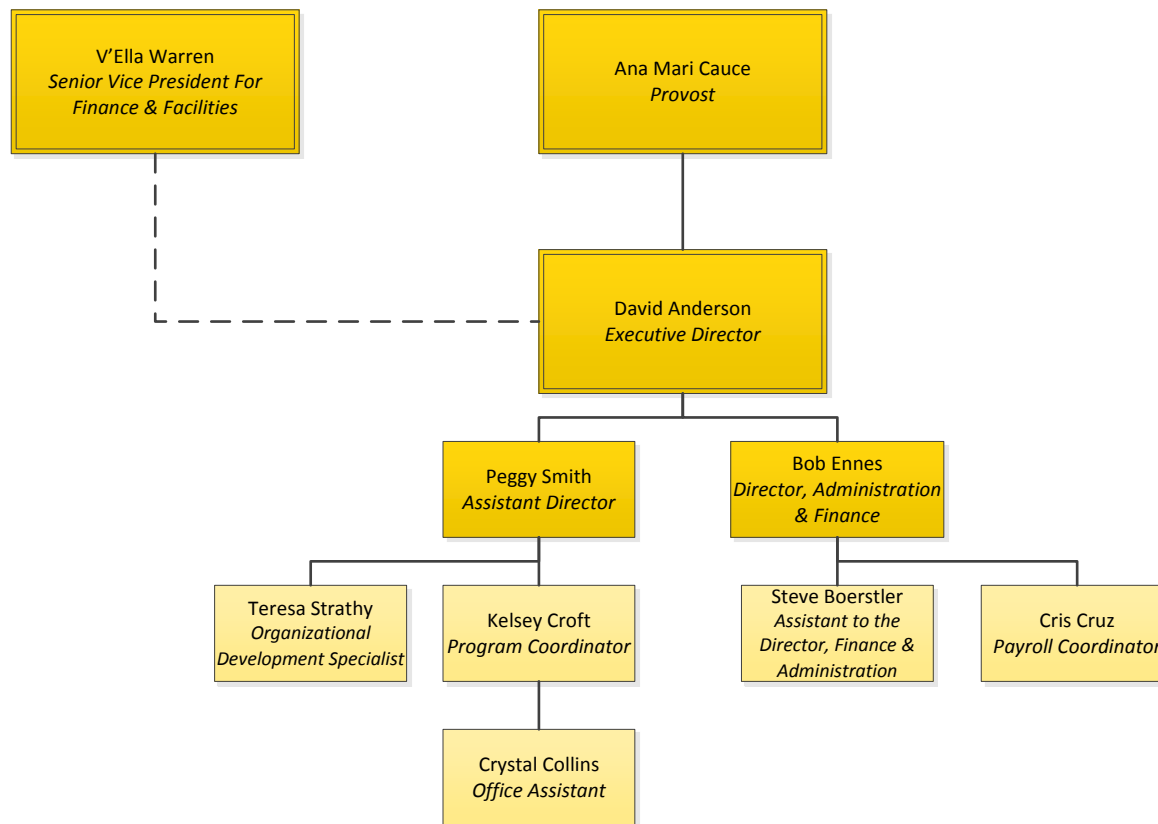 V’Ella Warren
Senior Vice President For
Finance & Facilities
Ana Mari Cauce
Provost
David Anderson
Executive Director
Peggy Smith
Assistant Director
Bob Ennes
Director, Administration
& Finance
Teresa Strathy
Organizational
Development Specialist
Kelsey Croft
Program Coordinator
Steve Boerstler
Assistant to the
Director, Finance &
Administration
Cris Cruz
Payroll Coordinator
Crystal Collins
Office Assistant